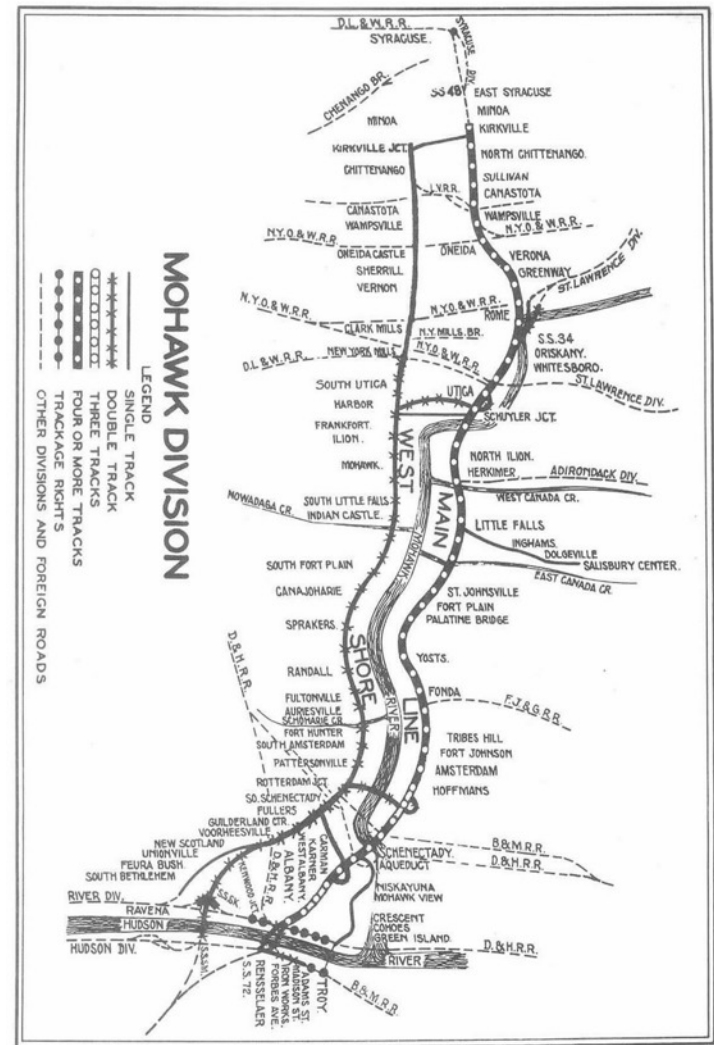 D.L.& W.R.R.
SYRACUSE.
SYRACUSE DIV.
CHENANGO BR.
SS 48
EAST SYRACUSE
MINOA
MINOA
KIRKVILLE
KIRKVILLE JCT.
NORTH CHITTENANGO.
CHITTENANGO
SULLIVAN
CANASTOTA
L.V.R.R.
CANASTOTA
WAMPSVILLE
WAMPSVILLE
N.Y.O.& W.R.R.
N.Y.O.& W.R.R.
ONEIDA CASTLE
ONEIDA
VERONA
SHERRILL
GREENWAY
VERNON
ST. LAWRENCE DIV.
N.Y.O.& W.R.R.
N.Y.O.& W.R.R.
ROME
CLARK MILLS
N.Y. MILLS. BR.
S.S.34
ORISKANY.
WHITESBORO.
D.L.& W.R.R.
NEW YORK MILLS
N.Y.O.& W.R.R.
SOUTH UTICA
UTICA
ST. LAWRENCE DIV.
HARBOR
SCHUYLER JCT.
FRANKFORT.
ILION.
WEST
NORTH ILION.
MOHAWK.
HERKIMER
ADIRONDACK DIV.
MAIN
WEST CANADA CR.
SOUTH LITTLE FALLS
NOWADAGA CR.
INDIAN CASTLE.
LITTLE FALLS
INGHAMS.
DOLGEVILLE
SALISBURY CENTER.
MOHAWK
EAST CANADA CR.
SOUTH FORT PLAIN
CANAJOHARIE
ST. JOHNSVILLE
FORT PLAIN
PALATINE BRIDGE
SPRAKERS
SHORE
YOSTS.
D.& H.R.R.
RANDALL
FONDA
F.J.& G.R.R.
FULTONVILLE
AURIESVILLE
SCHOHARIE CR.
RIVER
LINE
FORT HUNTER
SOUTH AMSTERDAM
TRIBES HILL
FORT JOHNSON
PATTERSONVILLE
AMSTERDAM
HOFFMANS
ROTTERDAM JCT.
SO. SCHENECTADY
FULLERS
GUILDERLAND CTR.
VOORHEESVILLE
NEW SCOTLAND
UNIONVILLE
FEURA BUSH.
SOUTH BETHLEHEM
B.& M.R.R.
D.& H.R.R.
SCHENECTADY.
AQUEDUCT
NISKAYUNA
MOHAWK VIEW
CARMAN
KARNER
WEST ALBANY.
ALBANY.
D.& H.R.R.
KENWOOD JCT.
CRESCENT
COHOES
GREEN ISLAND.
RIVER DIV.
RAVENA
HUDSON
HUDSON DIV.
D.& H.R.R.
RIVER
B.& M.R.R.
TROY.
ADAMS ST.
MADISON ST.
IRON WORKS.
FORBES AVE.
RENSSELAER
S.S.72.
MOHAWK DIVISION
LEGEND
SINGLE TRACK
DOUBLE TRACK
THREE TRACKS
FOUR OR MORE TRACKS
TRACKAGE RIGHTS
OTHER DIVISIONS AND FOREIGN ROADS